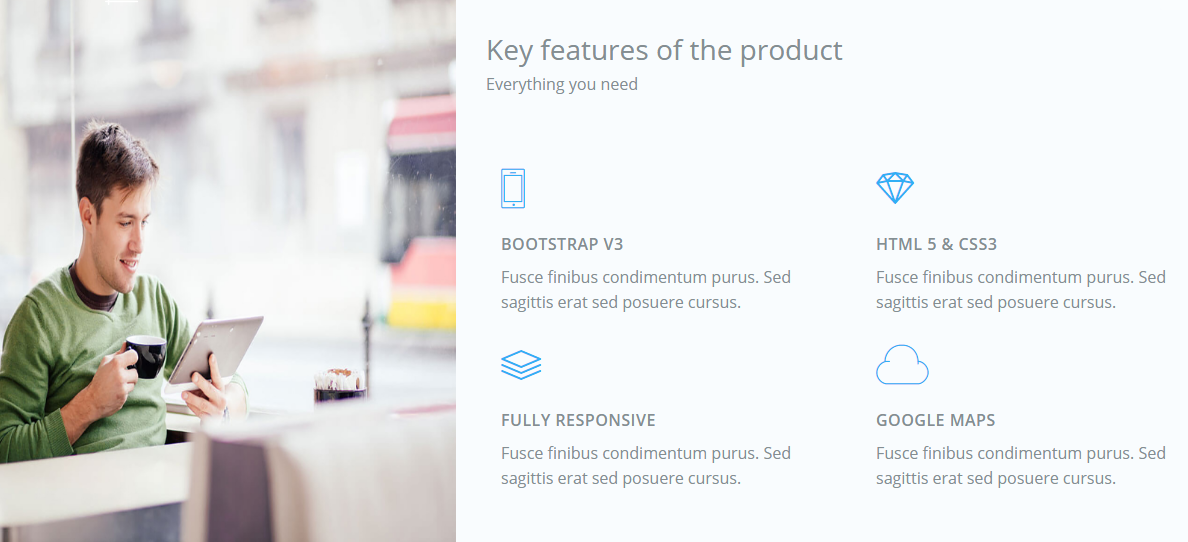 Key features of the product
Everything you need
BOOTSTRAP V3
Fusce finibus condimentum purus. Sed
sagittis erat sed posuere cursus.
HTML 5 & CSS3
Fusce finibus condimentum purus. Sed
sagittis erat sed posuere cursus.
FULLY RESPONSIVE
Fusce finibus condimentum purus. Sed
sagittis erat sed posuere cursus.
GOOGLE MAPS
Fusce finibus condimentum purus. Sed
sagittis erat sed posuere cursus.